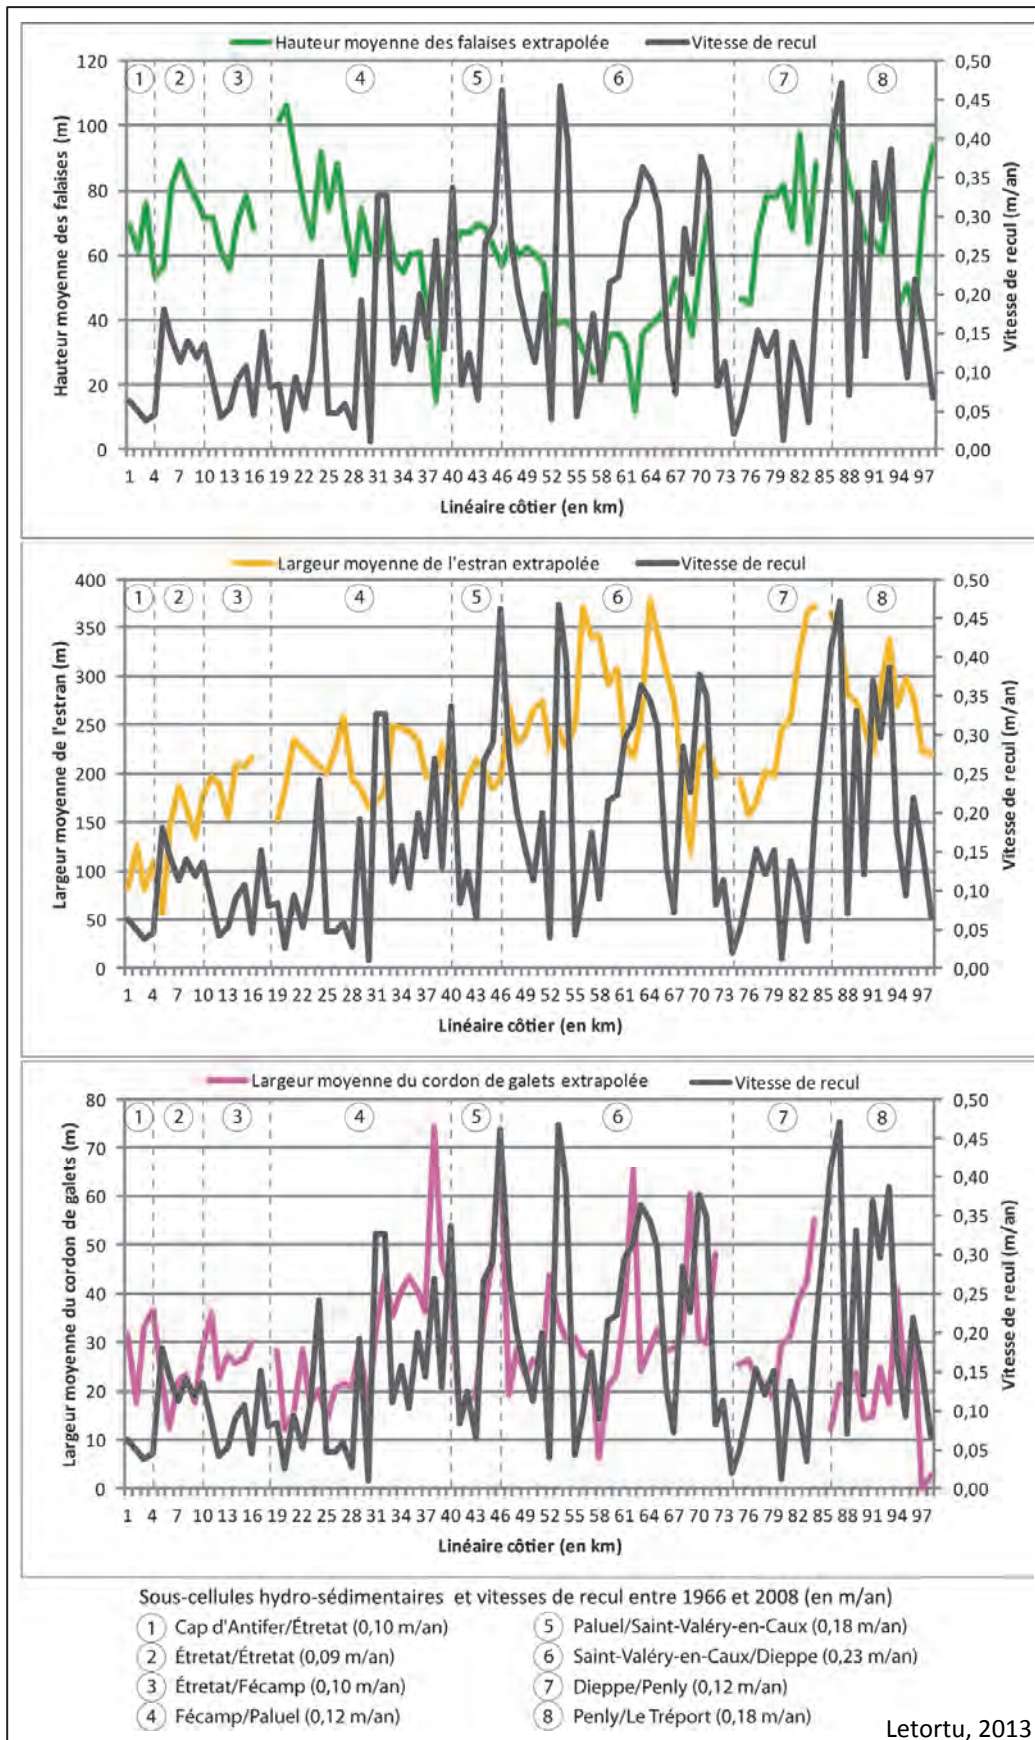 Hauteur moyenne des falaises extrapolée Vitesse de recul
120 100 80 60 40 20 0
Hauteur moyenne des falaises (m)
1 2 3 4 5 6 7 8
0,50 0,45 0,40 0,35 0,30 0,25 0,20 0,15 0,10 0,05 0,00
Vitesse de recul (m/an)
1 4 7 10 13 16 19 22 25 28 31 34 37 40 43 46 49 52 55 58 61 64 67 70 73 76 79 82 85 88 91 94 97
Linéaire côtier (en km)
Largeur moyenne de l'estran extrapolée Vitesse de recul
400 350 300 250 200 150 100 50 0
Largeur moyenne de l'estran (m)
1 2 3 4 5 6 7 8
0,50 0,45 0,40 0,35 0,30 0,25 0,20 0,15 0,10 0,05 0,00
Vitesse de recul (m/an)
1 4 7 10 13 16 19 22 25 28 31 34 37 40 43 46 49 52 55 58 61 64 67 70 73 76 79 82 85 88 91 94 97
Linéaire côtier (en km)
Largeur moyenne du cordon de galets extrapolée Vitesse de recul
80 70 60 50 40 30 20 10 0
Largeur moyenne du cordon de galets (m)
1 2 3 4 5 6 7 8
0,50 0,45 0,40 0,35 0,30 0,25 0,20 0,15 0,10 0,05 0,00
Vitesse de recul (m/an)
1 4 7 10 13 16 19 22 25 28 31 34 37 40 43 46 49 52 55 58 61 64 67 70 73 76 79 82 85 88 91 94 97
Linéaire côtier (en km)
Sous-cellules hydro-sédimentaires et vitesses de recul entre 1966 et 2008 (en m/an)
1 Cap d'Antifer/Étretat (0,10 m/an)
2 Étretat/Étretat (0,09 m/an)
3 Étretat/Fécamp (0,10 m/an)
4 Fécamp/Paluel (0,12 m/an)
5 Paluel/Saint-Valéry-en-Caux (0,18 m/an)
6 Saint-Valéry-en-Caux/Dieppe (0,23 m/an)
7 Dieppe/Penly (0,12 m/an)
8 Penly/Le Tréport (0,18 m/an)
Letortu, 2013